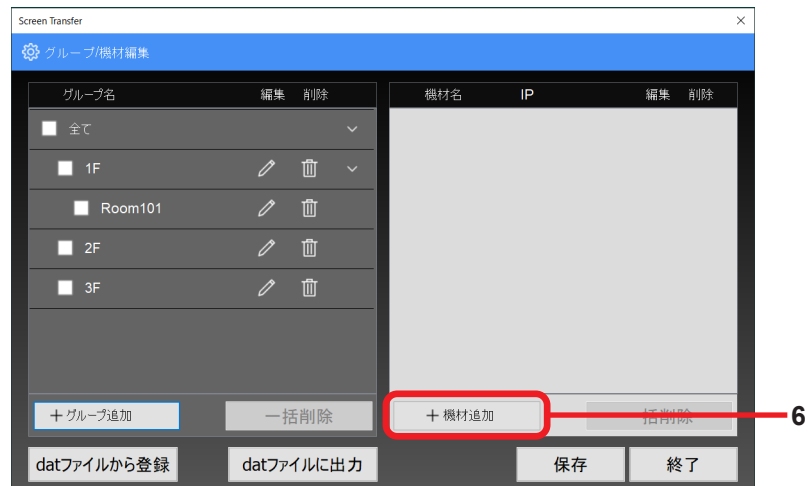 Screen Transfer
グループ/機材編集
グループ名 編集 削除
全て
1F
Room101
2F
3F
+グループ追加 一括削除
機材名 IP 編集 削除
+機材追加 括削除
6
datファイルから登録 datファイルに出力 保存 終了